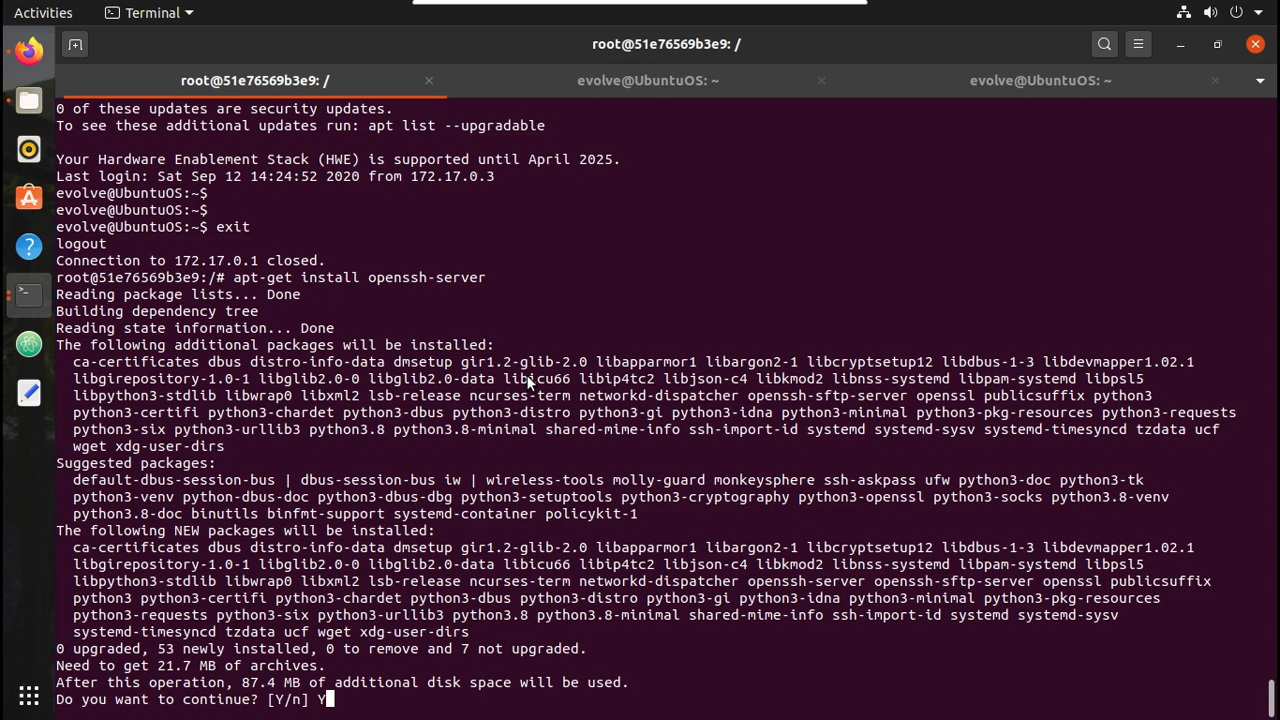 Activities
Terminal
root@51e76569b3e9: /
root@51e76569b3e9: /
evolve@UbuntuOS: ~
evolve@UbuntuOS: ~
0 of these updates are security updates.
To see these additional updates run: apt list --upgradable
Your Hardware Enablement Stack (HWE) is supported until April 2025.
Last login: Sat Sep 12 14:24:52 2020 from 172.17.0.3
evolve@UbuntuOS:~$
evolve@UbuntuOS:~$
evolve@UbuntuOS:~$ exit
logout
Connection to 172.17.0.1 closed.
root@51e76569b3e9:/# apt-get install openssh-server
Reading package lists... Done
Building dependency tree
Reading state information... Done
The following additional packages will be installed:
ca-certificates dbus distro-info-data dmsetup gir1.2-glib-2.0 libapparmor1 libargon2-1 libcryptsetup12 libdbus-1-3 libdevmapper1.02.1
libgirepository-1.0-1 libglib2.0-0 libglib2.0-data libicu66 libip4tc2 libjson-c4 libkmod2 libnss-systemd libpam-systemd libpsl5
libpython3-stdlib libwrap0 libxml2 lsb-release ncurses-term networkd-dispatcher openssh-sftp-server openssl publicsuffix python3
python3-certifi python3-chardet python3-dbus python3-distro python3-gi python3-idna python3-minimal python3-pkg-resources python3-requests
python3-six python3-urllib3 python3.8 python3.8-minimal shared-mime-info ssh-import-id systemd systemd-sysv systemd-timesyncd tzdata ucf
wget xdg-user-dirs
Suggested packages:
default-dbus-session-bus | dbus-session-bus iw | wireless-tools molly-guard monkeysphere ssh-askpass ufw python3-doc python3-tk
python3-venv python-dbus-doc python3-dbus-dbg python3-setuptools python3-cryptography python3-openssl python3-socks python3.8-venv
python3.8-doc binutils binfmt-support systemd-container policykit-1
The following NEW packages will be installed:
ca-certificates dbus distro-info-data dmsetup gir1.2-glib-2.0 libapparmor1 libargon2-1 libcryptsetup12 libdbus-1-3 libdevmapper1.02.1
libgirepository-1.0-1 libglib2.0-0 libglib2.0-data libicu66 libip4tc2 libjson-c4 libkmod2 libnss-systemd libpam-systemd libpsl5
libpython3-stdlib libwrap0 libxml2 lsb-release ncurses-term networkd-dispatcher openssh-server openssh-sftp-server openssl publicsuffix
python3 python3-certifi python3-chardet python3-dbus python3-distro python3-gi python3-idna python3-minimal python3-pkg-resources
python3-requests python3-six python3-urllib3 python3.8 python3.8-minimal shared-mime-info ssh-import-id systemd systemd-sysv
systemd-timesyncd tzdata ucf wget xdg-user-dirs
0 upgraded, 53 newly installed, 0 to remove and 7 not upgraded.
Need to get 21.7 MB of archives.
After this operation, 87.4 MB of additional disk space will be used.
Do you want to continue? [Y/n] Y